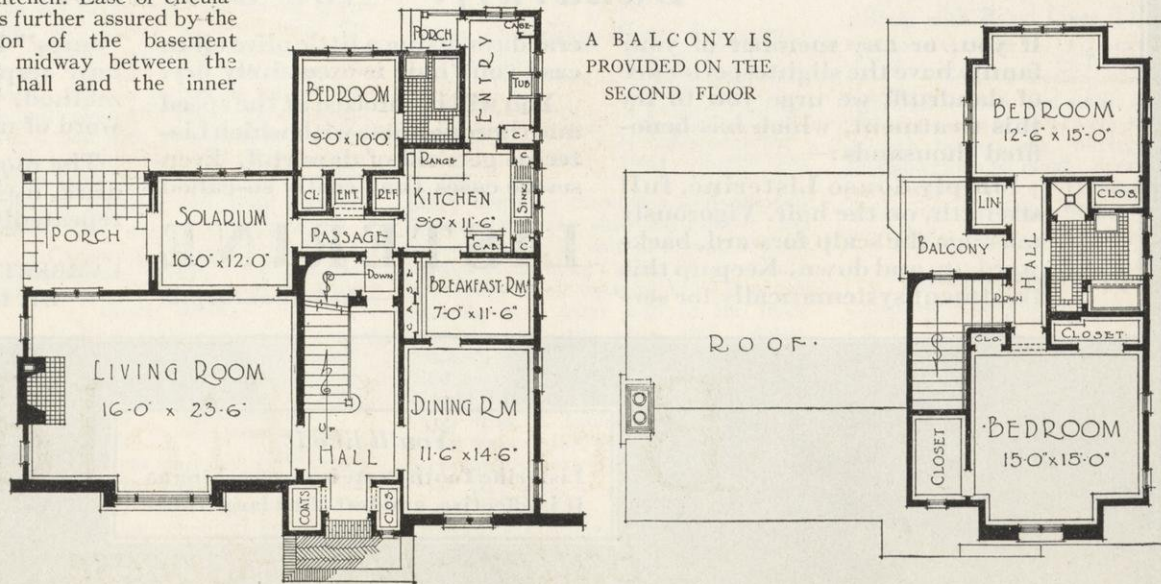 itchen. Ease of circula-
s further assured by the
on of the basement
midway between the
hall and the inner
A BALCONY IS
PROVIDED ON THE
SECOND FLOOR
PORCH
LAUNDRY
CABT.
TUB
C
BEDROOM
9-0 x 10-0
CL
ENT.
REF
RANGE
KITCHEN
9-0 x 11-6
C
SINK
C
CAB
PASSAGE
PORCH
SOLARIUM
10-0 x 12-0
DOWN
BREAKFAST RM
7-0 x 11-6
LIVING ROOM
16-0 x 23-6
UP
HALL
DINING RM
11-6 x 14-6
COATS
CLOS
ROOF
BEDROOM
12-6 x 15-0
LIN
CLOS.
BALCONY
HALL
DOWN
CLO.
CLOSET
CLOSET
BEDROOM
15-0 x 15-0